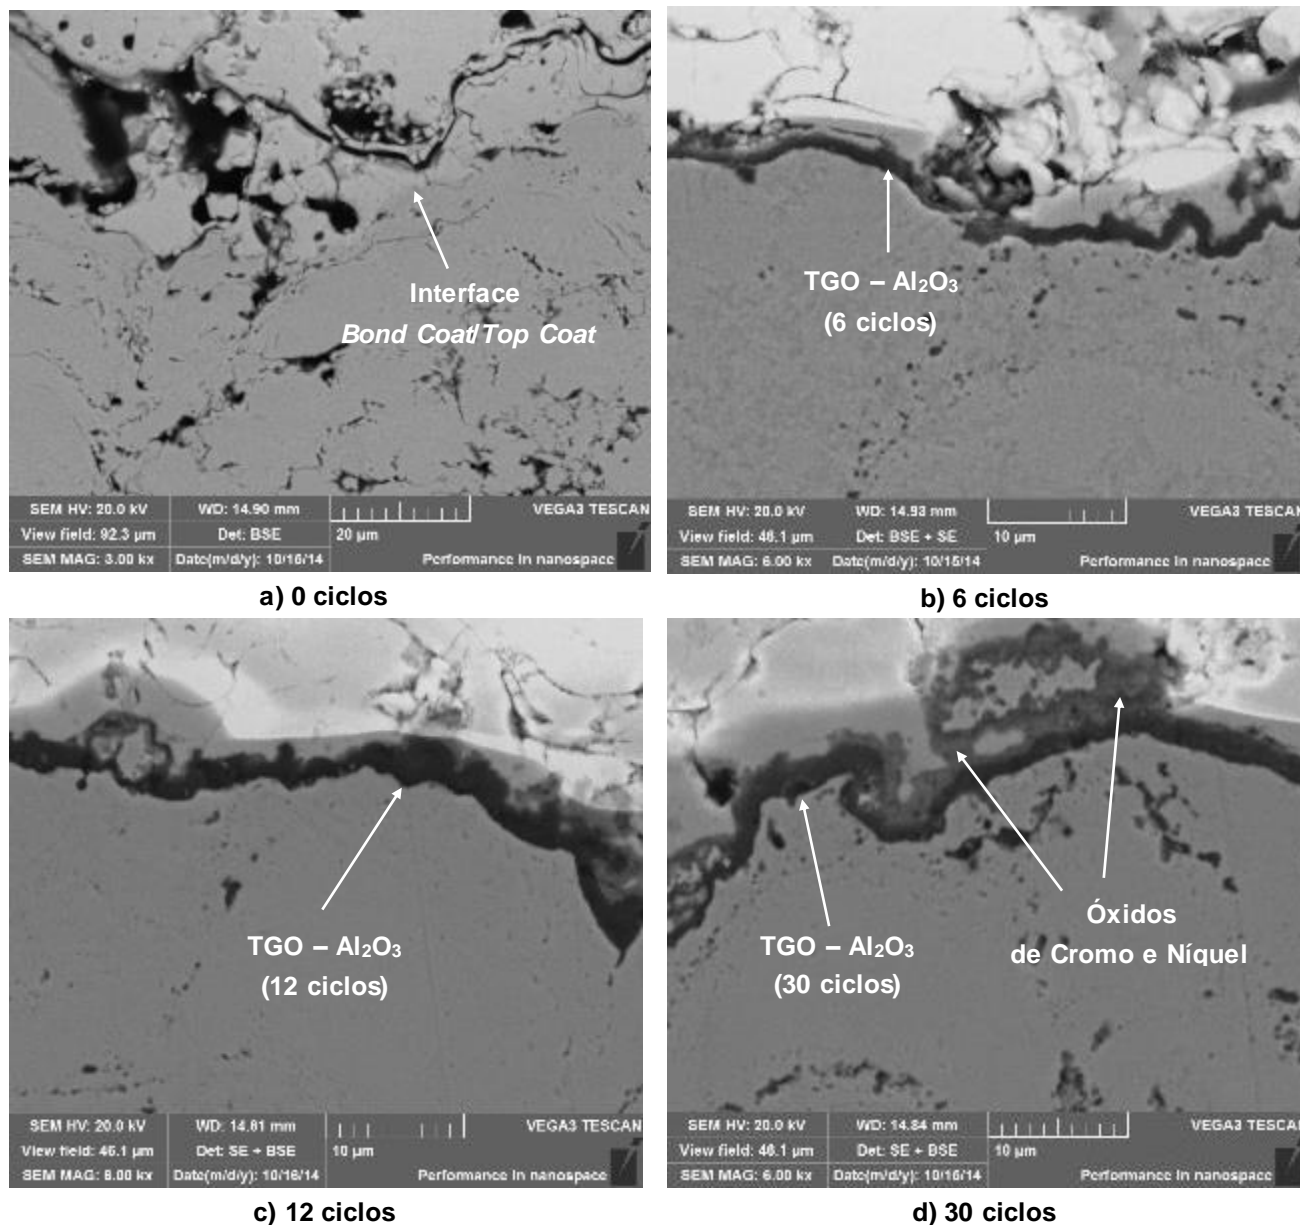 Interface
Bond Coat/Top Coat
SEM HV: 20.0 kV
WD: 14.90 mm
VEGA3 TESCAN
View field: 92.3 µm
Det: BSE
20 µm
SEM MAG: 3.00 kx
Date(m/d/y): 10/16/14
Performance in nanospace
a) 0 ciclos
TGO – Al₂O₃
(6 ciclos)
SEM HV: 20.0 kV
WD: 14.93 mm
VEGA3 TESCAN
View field: 46.1 µm
Det: BSE + SE
10 µm
SEM MAG: 6.00 kx
Date(m/d/y): 10/15/14
Performance in nanospace
b) 6 ciclos
TGO – Al₂O₃
(12 ciclos)
SEM HV: 20.0 kV
WD: 14.81 mm
VEGA3 TESCAN
View field: 46.1 µm
Det: SE + BSE
10 µm
SEM MAG: 6.00 kx
Date(m/d/y): 10/16/14
Performance in nanospace
c) 12 ciclos
TGO – Al₂O₃
(30 ciclos)
Óxidos
de Cromo e Níquel
SEM HV: 20.0 kV
WD: 14.84 mm
VEGA3 TESCAN
View field: 46.1 µm
Det: SE + BSE
10 µm
SEM MAG: 6.00 kx
Date(m/d/y): 10/16/14
Performance in nanospace
d) 30 ciclos